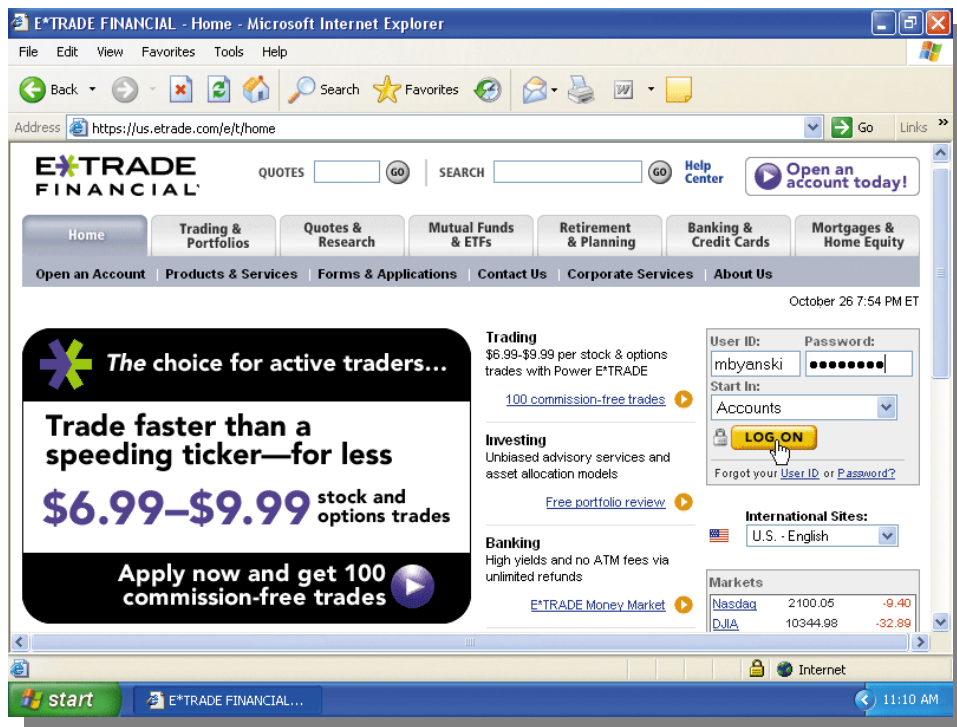 E*TRADE FINANCIAL - Home - Microsoft Internet Explorer
File Edit View Favorites Tools Help
Back Search Favorites
Address https://us.etrade.com/e/t/home Go Links »
E*TRADE FINANCIAL
QUOTES GO SEARCH GO Help Center Open an account today!
Home
Trading & Portfolios
Quotes & Research
Mutual Funds & ETFs
Retirement & Planning
Banking & Credit Cards
Mortgages & Home Equity
Open an Account | Products & Services | Forms & Applications | Contact Us | Corporate Services | About Us
October 26 7:54 PM ET
The choice for active traders...
Trade faster than a
speeding ticker—for less
$6.99–$9.99 stock and options trades
Apply now and get 100
commission-free trades
Trading
$6.99-$9.99 per stock & options
trades with Power E*TRADE
100 commission-free trades
Investing
Unbiased advisory services and
asset allocation models
Free portfolio review
Banking
High yields and no ATM fees via
unlimited refunds
E*TRADE Money Market
User ID: Password:
mbyanski ••••••••
Start In:
Accounts
LOG ON
Forgot your User ID or Password?
International Sites:
U.S. - English
Markets
Nasdaq 2100.05 -9.40
DJIA 10344.98 -32.89
Internet
start E*TRADE FINANCIAL... 11:10 AM